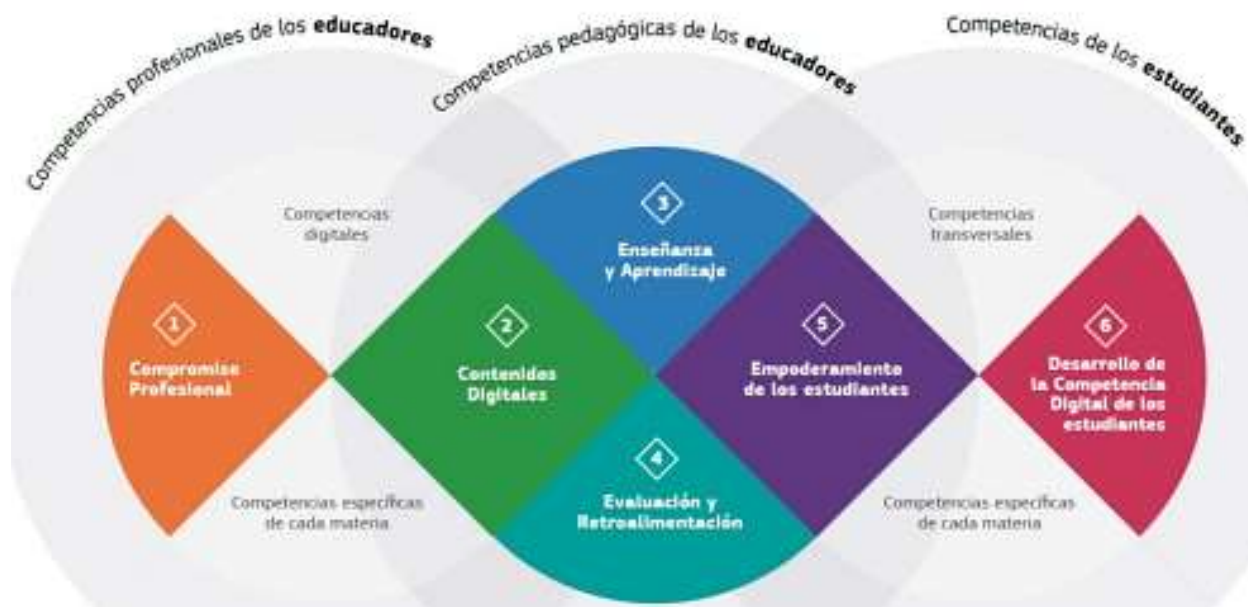 Competencias profesionales de los educadores
Competencias pedagógicas de los educadores
Competencias de los estudiantes
Competencias
digitales
Competencias
transversales
3
Enseñanza
y Aprendizaje
1
Compromiso
Profesional
2
Contenidos
Digitales
5
Empoderamiento
de los estudiantes
6
Desarrollo de
la Competencia
Digital de los
estudiantes
4
Evaluación y
Retroalimentación
Competencias específicas
de cada materia
Competencias específicas
de cada materia